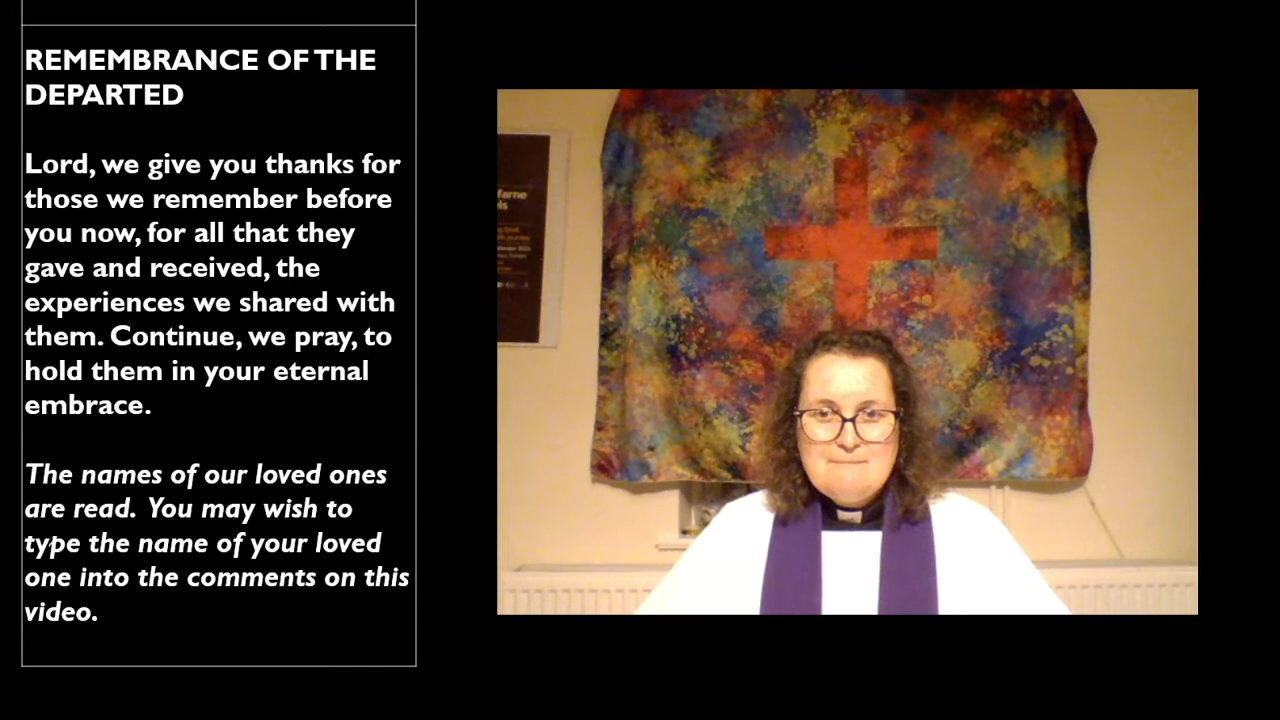 REMEMBRANCE OF THE
DEPARTED
Lord, we give you thanks for
those we remember before
you now, for all that they
gave and received, the
experiences we shared with
them. Continue, we pray, to
hold them in your eternal
embrace.
The names of our loved ones
are read. You may wish to
type the name of your loved
one into the comments on this
video.